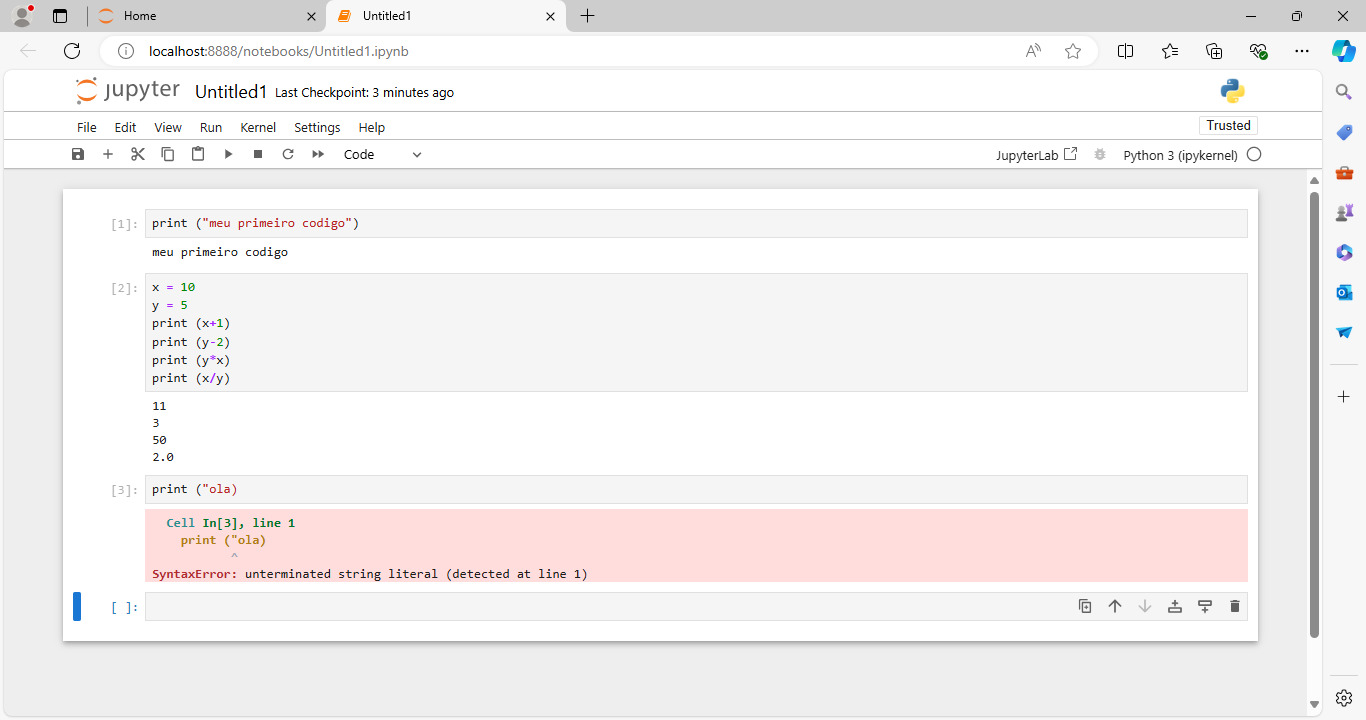 Home
Untitled1
localhost:8888/notebooks/Untitled1.ipynb
jupyter Untitled1 Last Checkpoint: 3 minutes ago
File Edit View Run Kernel Settings Help
Trusted
Code
JupyterLab
Python 3 (ipykernel)
[1]: print ("meu primeiro codigo")
meu primeiro codigo
[2]: x = 10
y = 5
print (x+1)
print (y-2)
print (y*x)
print (x/y)
11
3
50
2.0
[3]: print ("ola)
Cell In[3], line 1
print ("ola)
^
SyntaxError: unterminated string literal (detected at line 1)
[ ]: